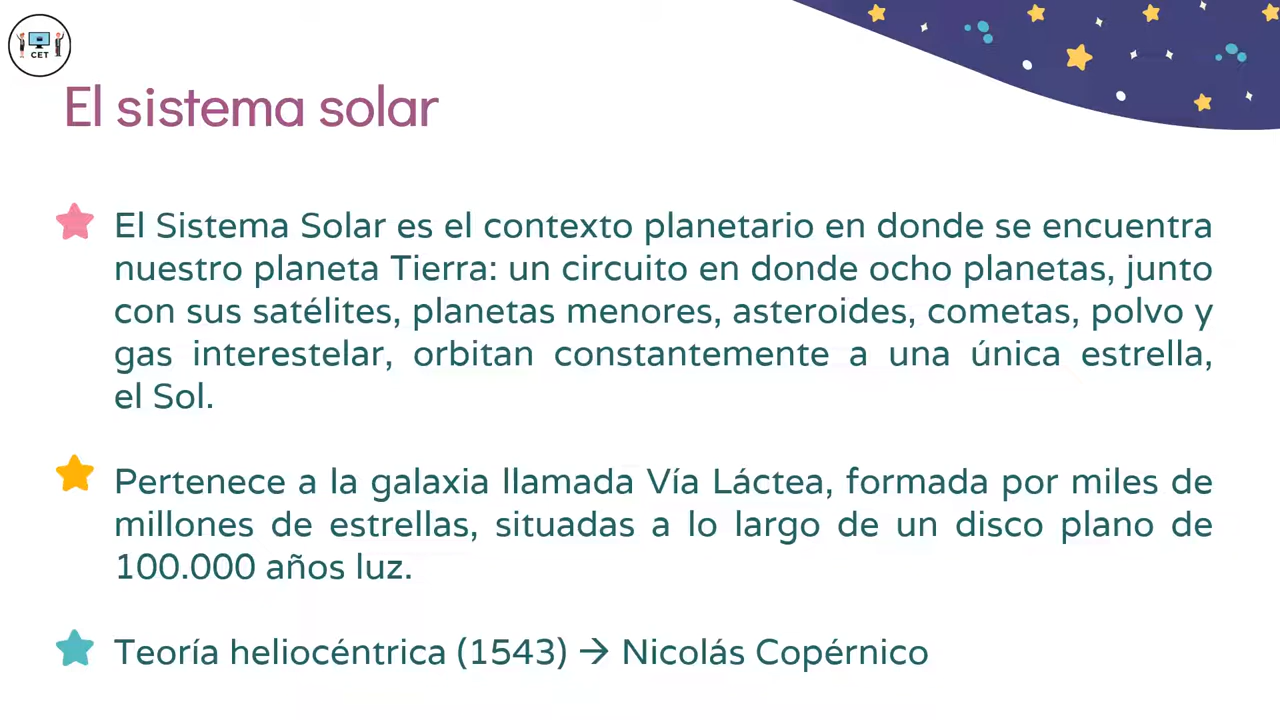 CET
El sistema solar
El Sistema Solar es el contexto planetario en donde se encuentra
nuestro planeta Tierra: un circuito en donde ocho planetas, junto
con sus satélites, planetas menores, asteroides, cometas, polvo y
gas interestelar, orbitan constantemente a una única estrella,
el Sol.
Pertenece a la galaxia llamada Vía Láctea, formada por miles de
millones de estrellas, situadas a lo largo de un disco plano de
100.000 años luz.
Teoría heliocéntrica (1543) → Nicolás Copérnico